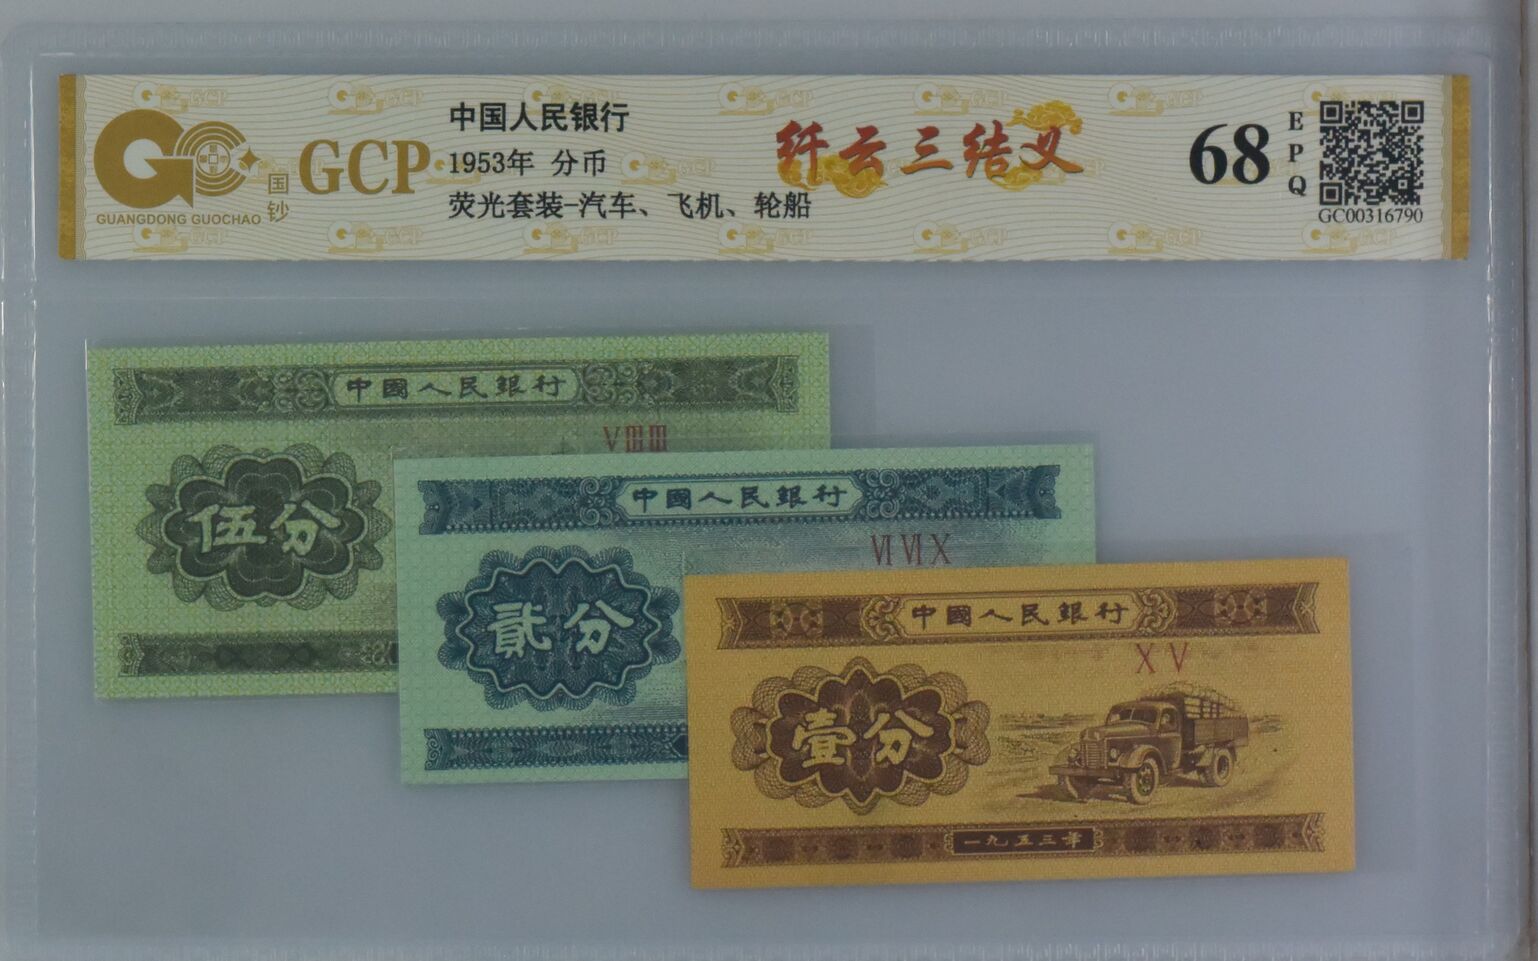 中国人民银行
1953年 分币
荧光套装-汽车、飞机、轮船
GCP
国钞
GUANGDONG GUOCHAO
纤云三结义
68
EPQ
GC00316790
中國人民銀行
V III III
伍分
中國人民銀行
VI VI X
貳分
中國人民銀行
X V
壹分
一九五三年